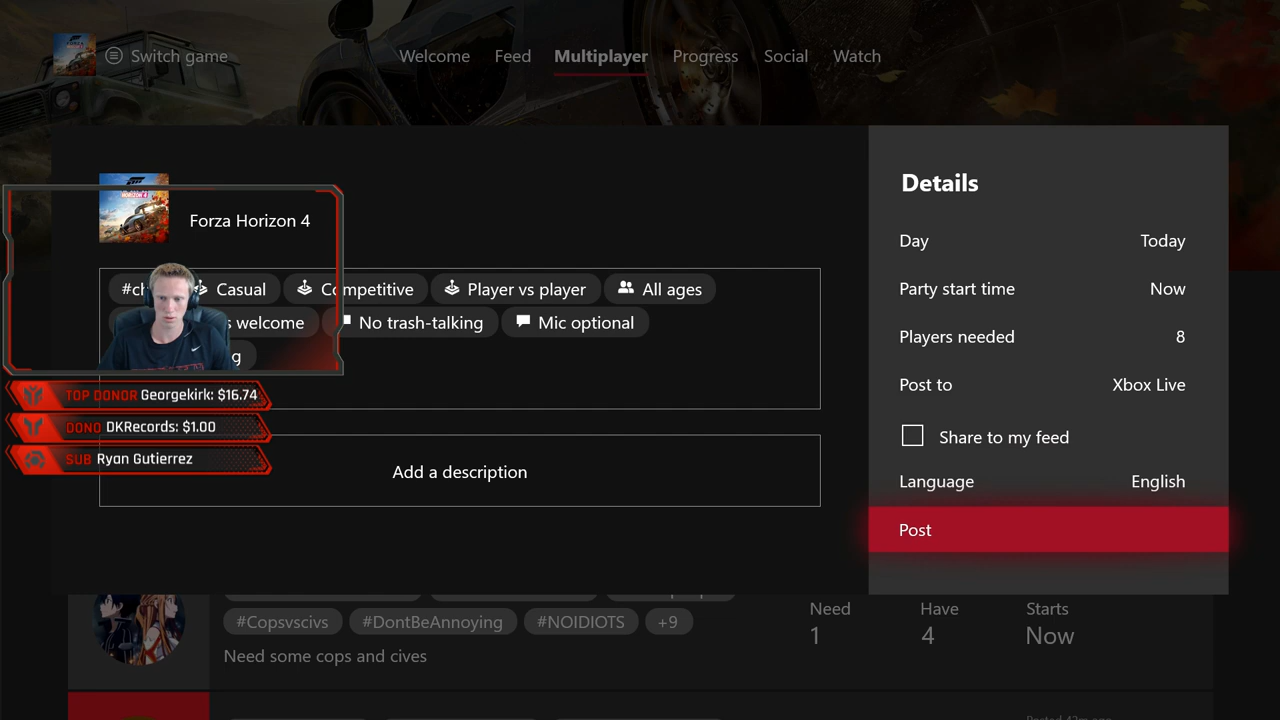 Switch game
Welcome Feed Multiplayer Progress Social Watch
Forza Horizon 4
Casual Competitive Player vs player All ages
welcome No trash-talking Mic optional
TOP DONOR Georgekirk: $16.74
DONO DKRecords: $1.00
SUB Ryan Gutierrez
Add a description
Details
Day Today
Party start time Now
Players needed 8
Post to Xbox Live
Share to my feed
Language English
Post
#Copsvscivs #DontBeAnnoying #NOIDIOTS +9
Need some cops and cives
Need Have Starts
1 4 Now